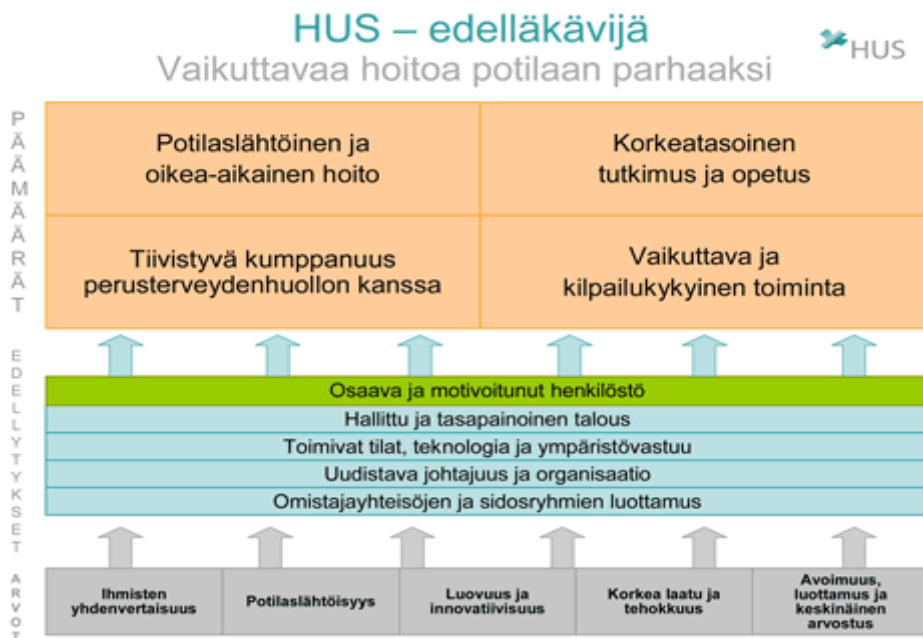 HUS – edelläkävijä
Vaikuttavaa hoitoa potilaan parhaaksi
HUS
PÄÄMÄÄRÄT
Potilaslähtöinen ja
oikea-aikainen hoito
Korkeatasoinen
tutkimus ja opetus
Tiivistyvä kumppanuus
perusterveydenhuollon kanssa
Vaikuttava ja
kilpailukykyinen toiminta
EDELLYTYKSET
Osaava ja motivoitunut henkilöstö
Hallittu ja tasapainoinen talous
Toimivat tilat, teknologia ja ympäristövastuu
Uudistava johtajuus ja organisaatio
Omistajayhteisöjen ja sidosryhmien luottamus
ARVOT
Ihmisten
yhdenvertaisuus
Potilaslähtöisyys
Luovuus ja
innovatiivisuus
Korkea laatu ja
tehokkuus
Avoimuus,
luottamus ja
keskinäinen
arvostus